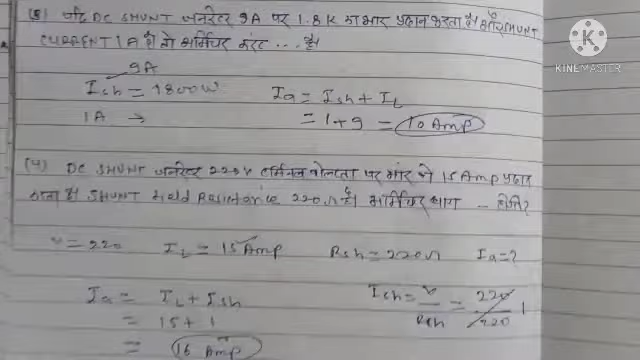 (3) यदि DC SHUNT जनरेटर 9A पर 1.8 K का भार प्रदान करता है और SHUNT
CURRENT 1A है तो आर्मेचर करंट ... है।
9A
Ish = 1800W Ia = Ish + IL
1A → = 1+9 = 10 Amp
(4) DC SHUNT जनरेटर 220V टर्मिनल वोल्टता पर भार को 15 Amp प्रदान
करता है SHUNT field Resistance 220Ω है। आर्मेचर धारा ... होगी?
V = 220 IL = 15 Amp Rsh = 220Ω Ia = ?
Ia = IL + Ish Ish = V/Rsh = 220/220 1
= 15 + 1
= 16 Amp
KINEMASTER